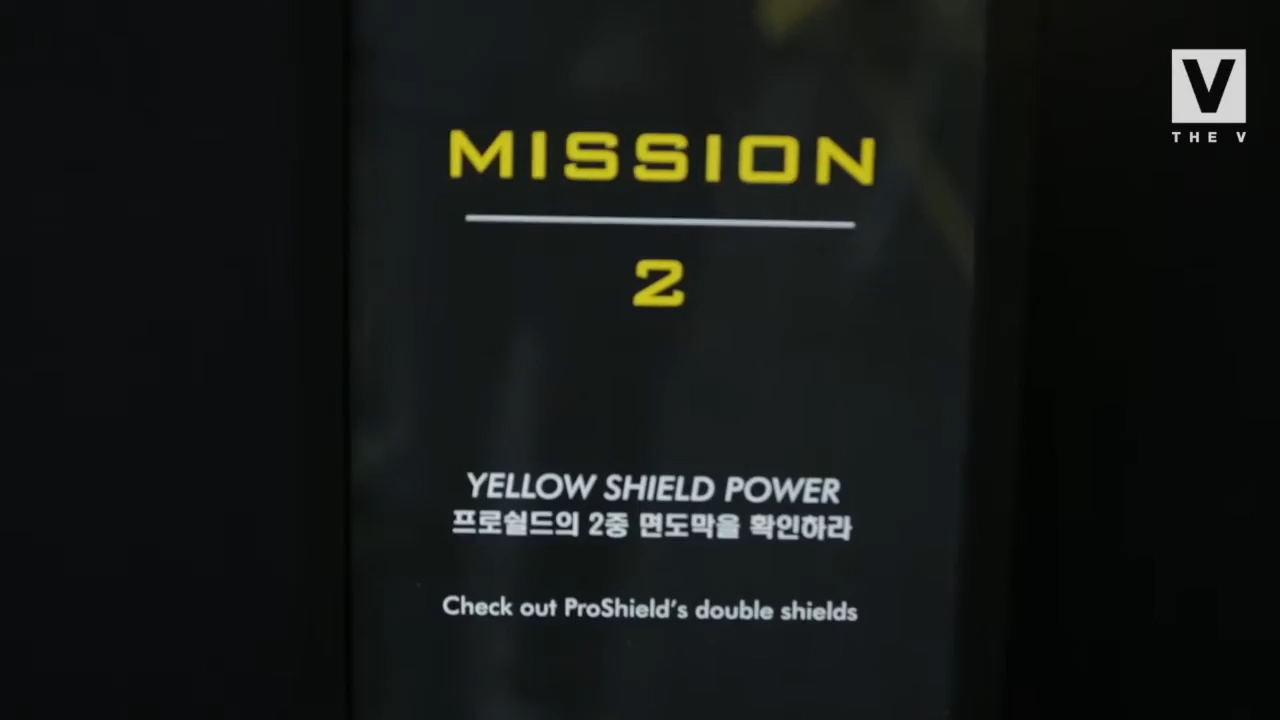 V
THE V
MISSION
2
YELLOW SHIELD POWER
프로쉴드의 2중 면도막을 확인하라
Check out ProShield's double shields